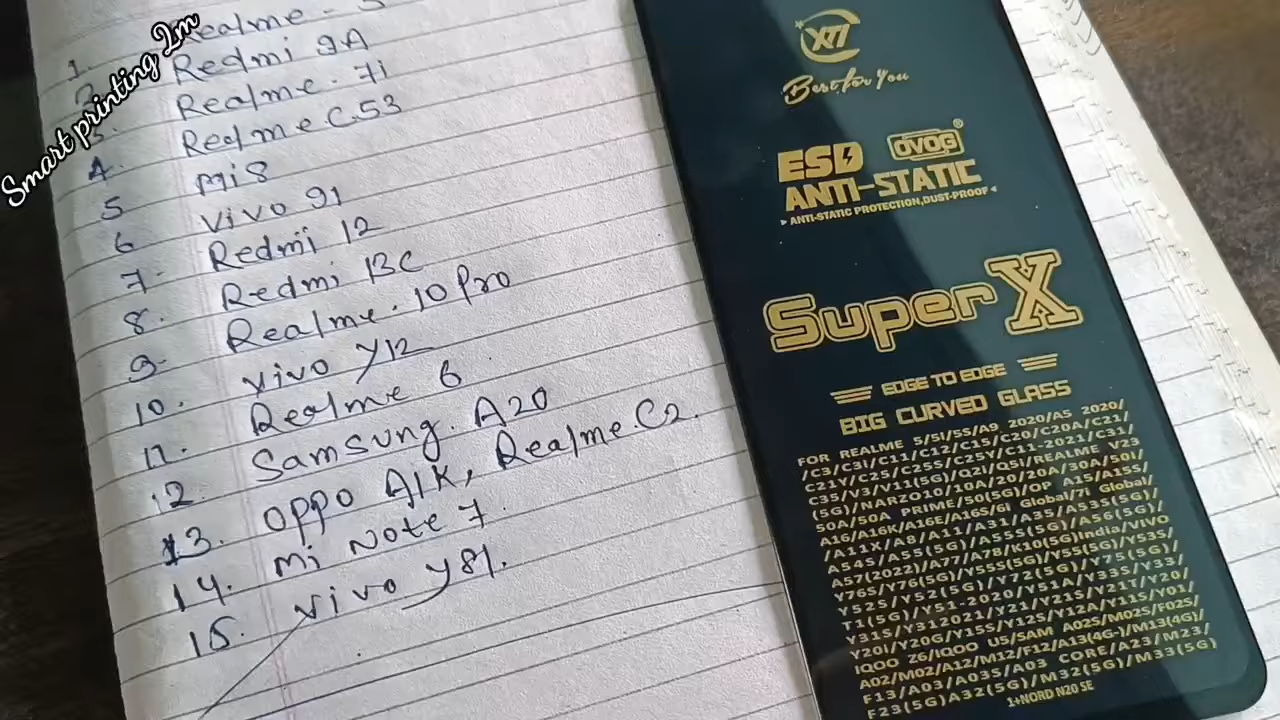 Smart printing 2m
1. Realme - 5
2. Redmi 9A
3. Realme - 7i
4. Redme C.53
5 mi 8
6 Vivo 91
7- Redmi 12
8. Redmi 13C
9- Realme. 10 Pro
10. Vivo Y12
11. Realme 6
12. Samsung. A20
13. OPPO A1K, Realme. C2.
14. mi Note 7.
15. Vivo Y81.
Best for You
ESD OVOG®
ANTI-STATIC
ANTI-STATIC PROTECTION, DUST-PROOF
Super X
EDGE TO EDGE
BIG CURVED GLASS
FOR REALME 5/5I/5S/A9 2020/A5 2020/
/C3/C3I/C11/C12/C15/C20/C20A/C21/
C21Y/C25/C25S/C25Y/C11-2021/C31/
C35/V3/V11(5G)/Q2I/Q5I/REALME V23
(5G)/NARZO10/10A/20/20A/30A/50I/
50A/50A PRIME/50(5G)/OP A15/A15S/
A16/A16K/A16E/A16S/6I Global/7i Global/
/A11X/A8/A11/A31/A35/A53S(5G)/
A54S/A55(5G)/A55S(5G)/A56(5G)/
A57(2022)/A77/A78/K10(5G)India/VIVO
Y76S/Y76(5G)/Y55S(5G)/Y55(5G)/Y53S/
Y52S/Y52(5G)/Y72(5G)/Y75(5G)/
T1(5G)/Y51-2020/Y51A/Y33S/Y33/
Y31S/Y312021/Y21/Y21S/Y21T/Y20/
Y20I/Y20G/Y15S/Y12S/Y12A/Y11S/Y01/
IQOO Z6/IQOO U5/SAM A02S/M02S/F02S/
A02/M02/A12/M12/F12/A13(4G-)/M13(4G)/
F13/A03/A03S/A03 CORE/A23/M23/
F23(5G)A32(5G)/M32(5G)/M33(5G)
1+NORD N20 SE